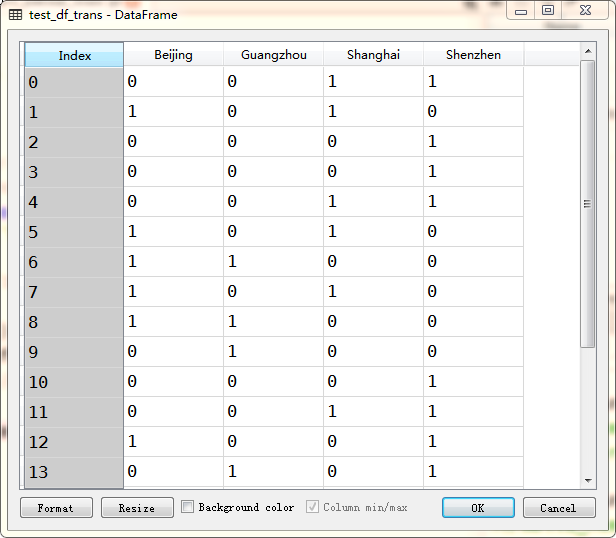 test_df_trans - DataFrame
Index Beijing Guangzhou Shanghai Shenzhen
0 0 0 1 1
1 1 0 1 0
2 0 0 0 1
3 0 0 0 1
4 0 0 1 1
5 1 0 1 0
6 1 1 0 0
7 1 0 1 0
8 1 1 0 0
9 0 1 0 0
10 0 0 0 1
11 0 0 1 1
12 1 0 0 1
13 0 1 0 1
Format Resize Background color Column min/max OK Cancel